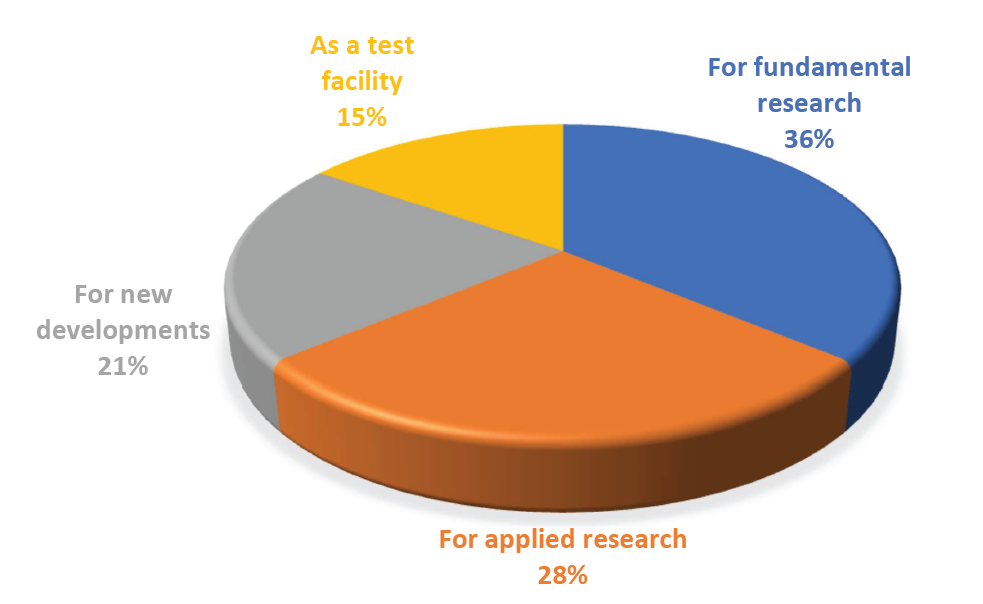 As a test
facility
15%
For fundamental
research
36%
For new
developments
21%
For applied research
28%